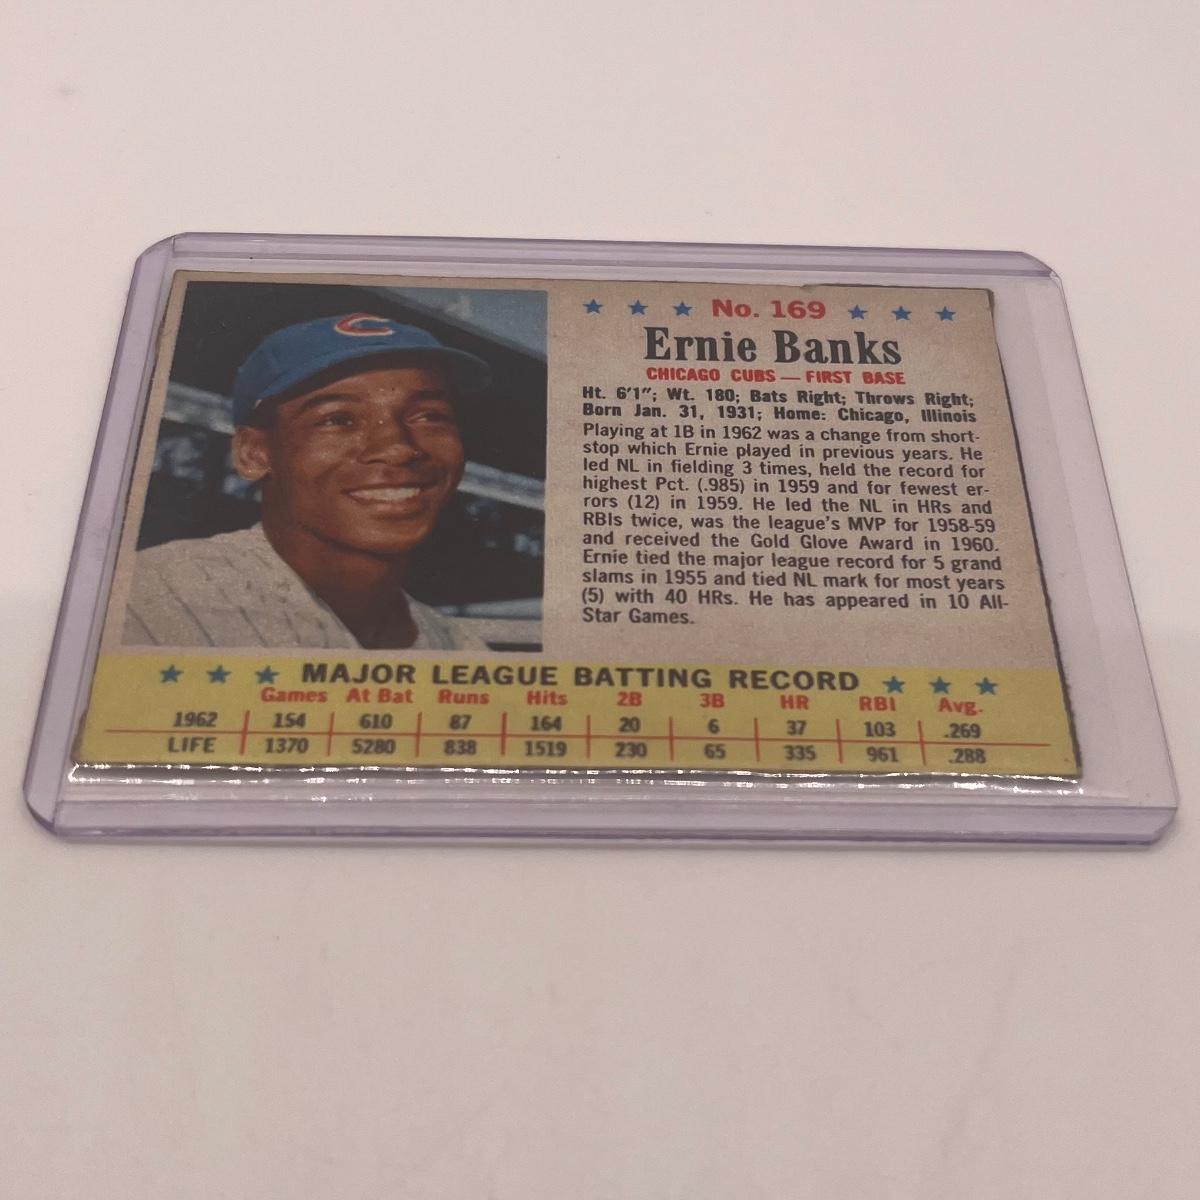 C
★ ★ ★ No. 169 ★ ★ ★
Ernie Banks
CHICAGO CUBS — FIRST BASE
Ht. 6'1"; Wt. 180; Bats Right; Throws Right;
Born Jan. 31, 1931; Home: Chicago, Illinois
Playing at 1B in 1962 was a change from short-
stop which Ernie played in previous years. He
led NL in fielding 3 times, held the record for
highest Pct. (.985) in 1959 and for fewest er-
rors (12) in 1959. He led the NL in HRs and
RBIs twice, was the league's MVP for 1958-59
and received the Gold Glove Award in 1960.
Ernie tied the major league record for 5 grand
slams in 1955 and tied NL mark for most years
(5) with 40 HRs. He has appeared in 10 All-
Star Games.
★ ★ ★ MAJOR LEAGUE BATTING RECORD ★ ★ ★
Games At Bat Runs Hits 2B 3B HR RBI Avg.
1962 154 610 87 164 20 6 37 103 .269
LIFE 1370 5280 838 1519 230 65 335 961 .288